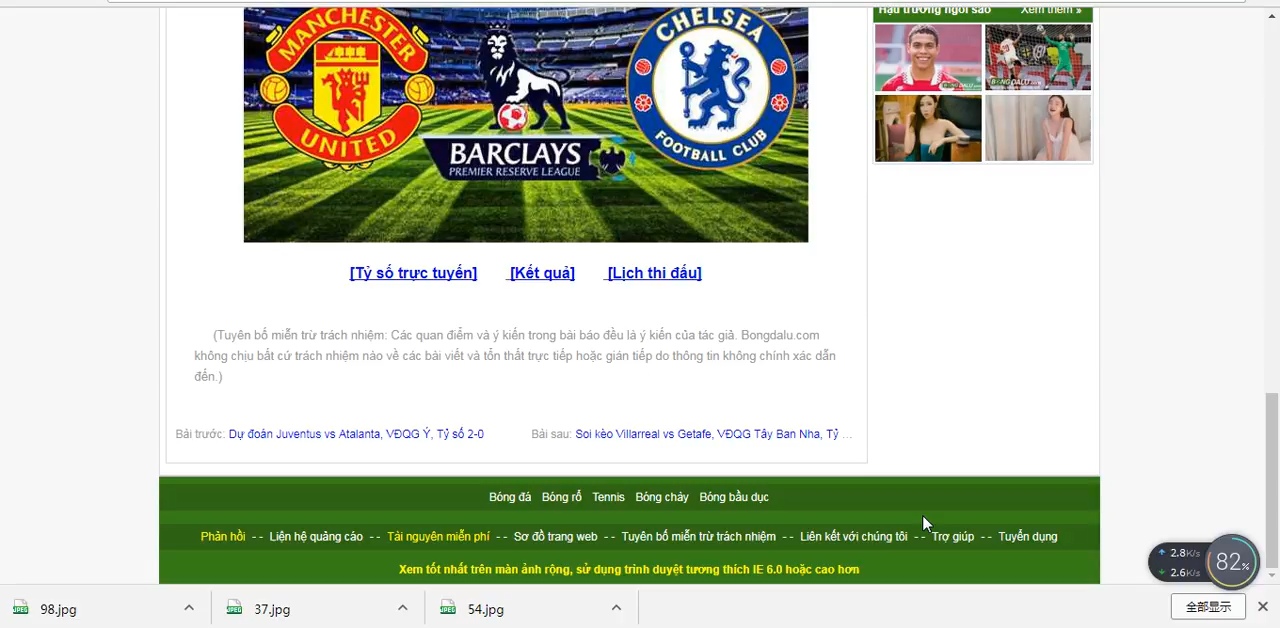 Hậu trường ngôi sao
Xem thêm »
MANCHESTER
UNITED
CHELSEA
FOOTBALL CLUB
BARCLAYS
PREMIER RESERVE LEAGUE
[Tỷ số trực tuyến] [Kết quả] [Lịch thi đấu]
(Tuyên bố miễn trừ trách nhiệm: Các quan điểm và ý kiến trong bài báo đều là ý kiến của tác giả. Bongdalu.com
không chịu bất cứ trách nhiệm nào về các bài viết và tổn thất trực tiếp hoặc gián tiếp do thông tin không chính xác dẫn
đến.)
Bài trước: Dự đoán Juventus vs Atalanta, VĐQG Ý, Tỷ số 2-0
Bài sau: Soi kèo Villarreal vs Getafe, VĐQG Tây Ban Nha, Tỷ ...
Bóng đá Bóng rổ Tennis Bóng chày Bóng bầu dục
Phản hồi -- Liện hệ quảng cáo -- Tải nguyên miễn phí -- Sơ đồ trang web -- Tuyên bố miễn trừ trách nhiệm -- Liên kết với chúng tôi -- Trợ giúp -- Tuyển dụng
Xem tốt nhất trên màn ảnh rộng, sử dụng trình duyệt tương thích IE 6.0 hoặc cao hơn
2.8K/s
2.6K/s
82%
98.jpg
37.jpg
54.jpg
全部显示